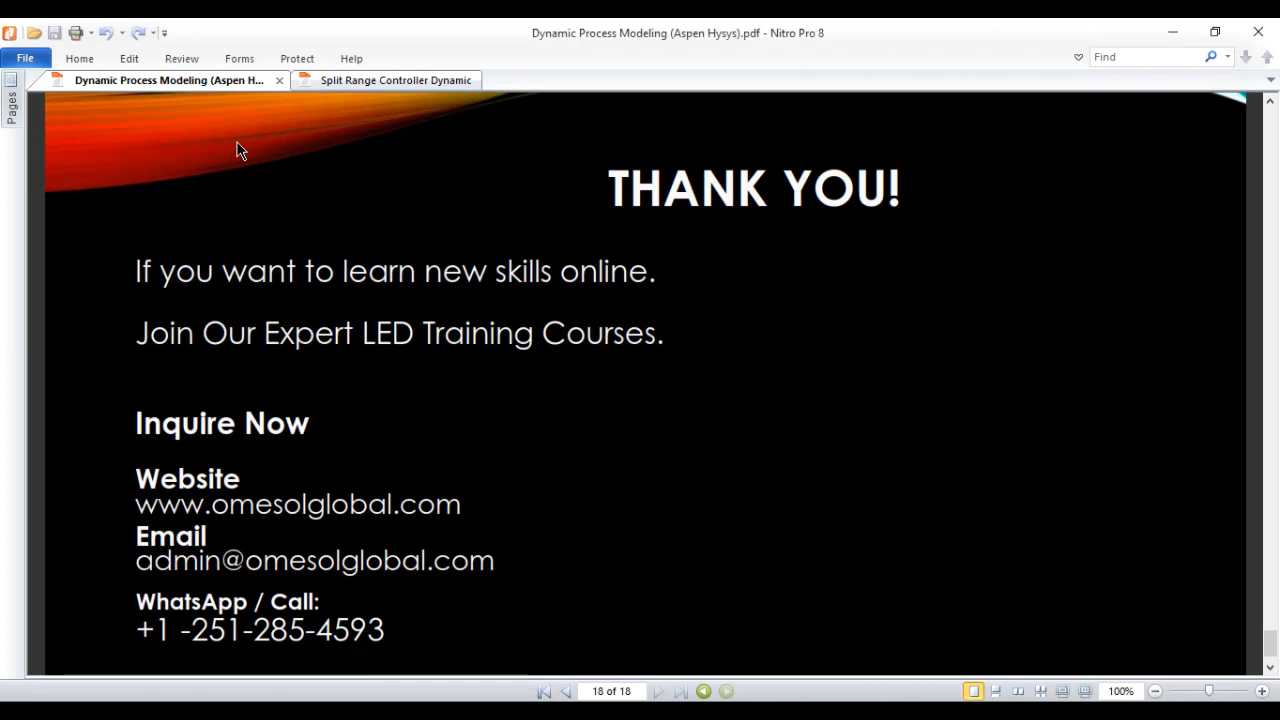 Dynamic Process Modeling (Aspen Hysys).pdf - Nitro Pro 8
File Home Edit Review Forms Protect Help Find
Dynamic Process Modeling (Aspen H... Split Range Controller Dynamic
Pages
THANK YOU!
If you want to learn new skills online.
Join Our Expert LED Training Courses.
Inquire Now
Website
www.omesolglobal.com
Email
admin@omesolglobal.com
WhatsApp / Call:
+1 -251-285-4593
18 of 18 100%